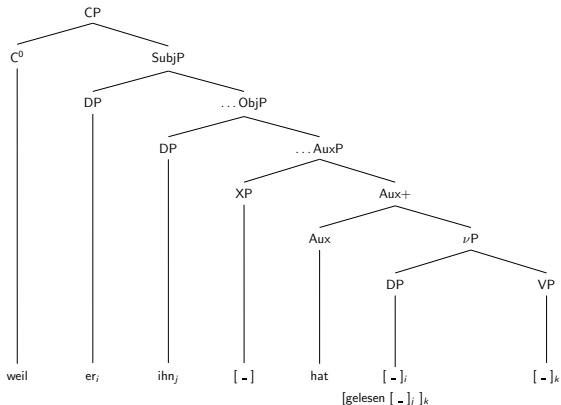 CP
C⁰ SubjP
DP ...ObjP
DP ...AuxP
XP Aux+
Aux νP
DP VP
weil erᵢ ihnⱼ [ _ ] hat [ _ ]ᵢ [ _ ]ₖ
[gelesen [ _ ]ⱼ ]ₖ